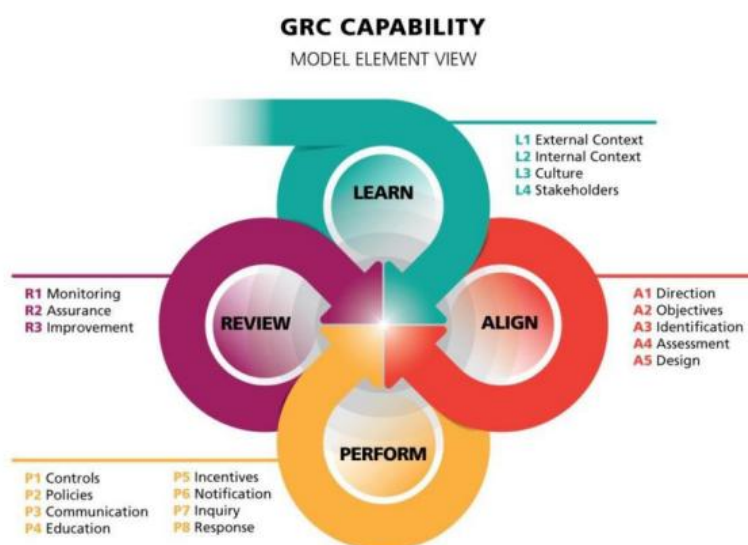 GRC CAPABILITY
MODEL ELEMENT VIEW
LEARN
L1 External Context
L2 Internal Context
L3 Culture
L4 Stakeholders
REVIEW
R1 Monitoring
R2 Assurance
R3 Improvement
ALIGN
A1 Direction
A2 Objectives
A3 Identification
A4 Assessment
A5 Design
PERFORM
P1 Controls
P2 Policies
P3 Communication
P4 Education
P5 Incentives
P6 Notification
P7 Inquiry
P8 Response